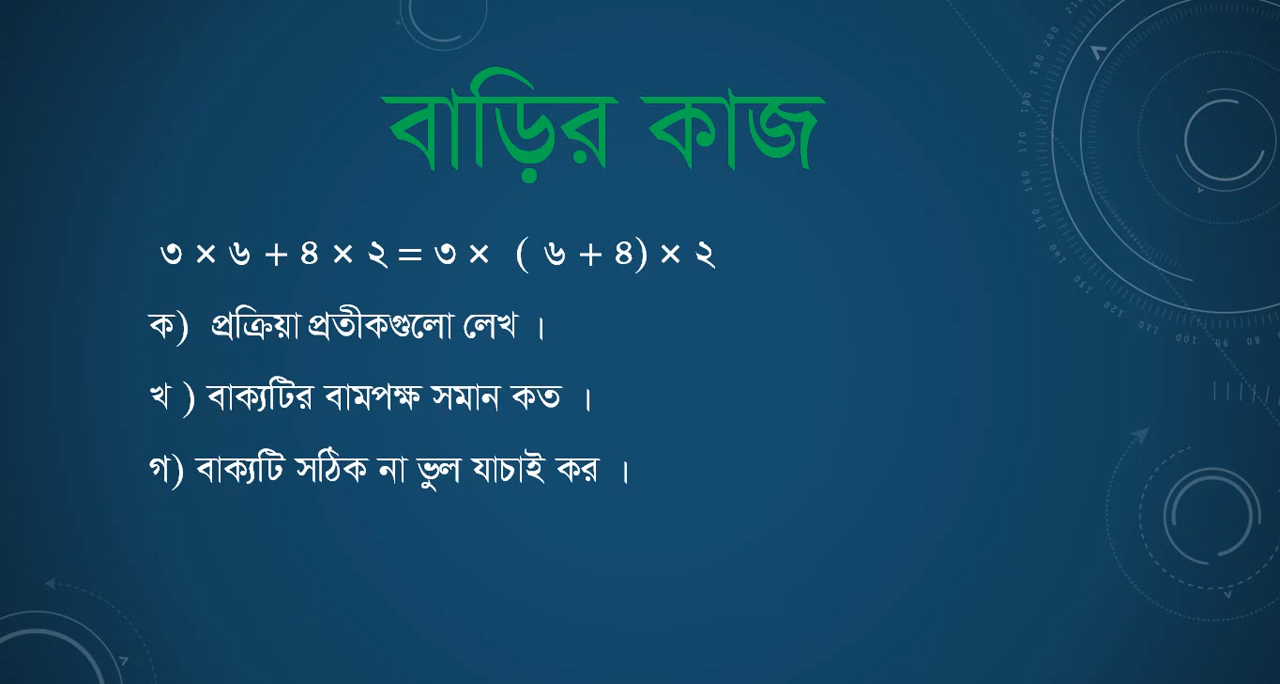 বাড়ির কাজ
৩ × ৬ + ৪ × ২ = ৩ × ( ৬ + ৪) × ২
ক) প্রক্রিয়া প্রতীকগুলো লেখ ।
খ ) বাক্যটির বামপক্ষ সমান কত ।
গ) বাক্যটি সঠিক না ভুল যাচাই কর ।